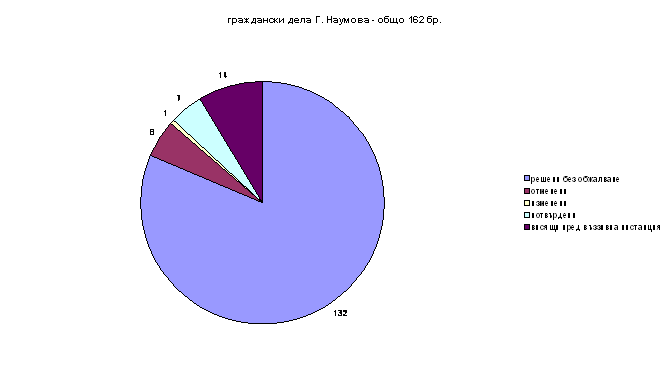 граждански дела Г. Наумова - общо 162 бр.
14
7
1
8
132
решени без обжалване
отменени
изменени
потвърдени
висящи пред въззивна инстанция